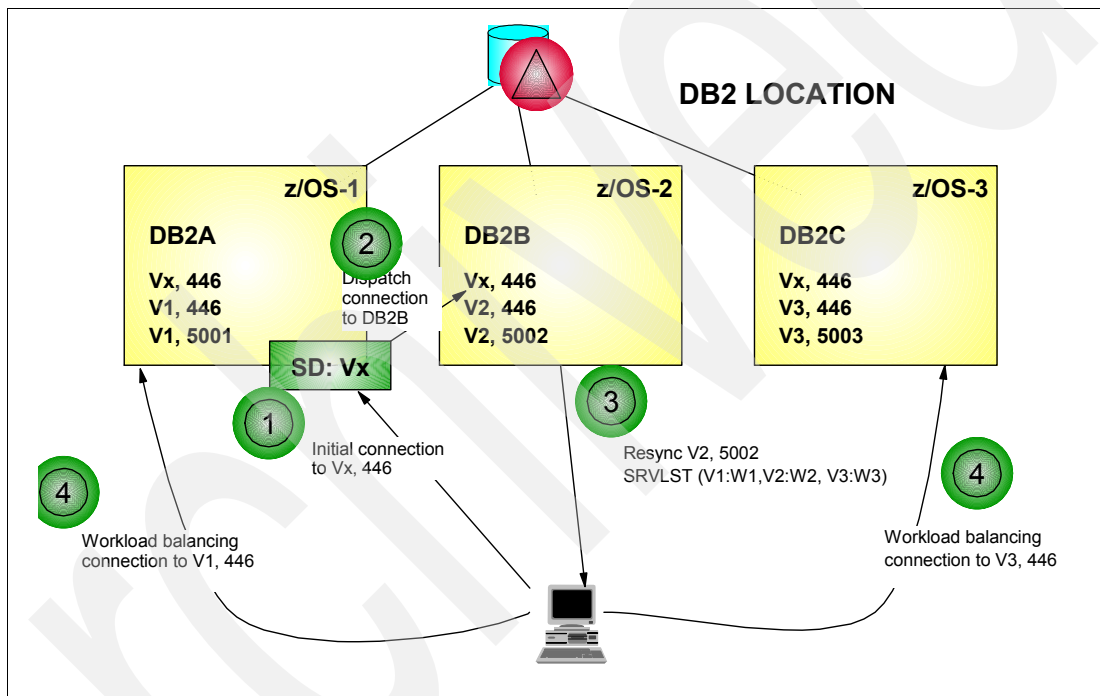 DB2 LOCATION
z/OS-1
DB2A
Vx, 446
V1, 446
V1, 5001
SD: Vx
z/OS-2
DB2B
Vx, 446
V2, 446
V2, 5002
z/OS-3
DB2C
Vx, 446
V3, 446
V3, 5003
1
Initial connection
to Vx, 446
2
Dispatch
connection
to DB2B
3
Resync V2, 5002
SRVLST (V1:W1,V2:W2, V3:W3)
4
Workload balancing
connection to V1, 446
4
Workload balancing
connection to V3, 446